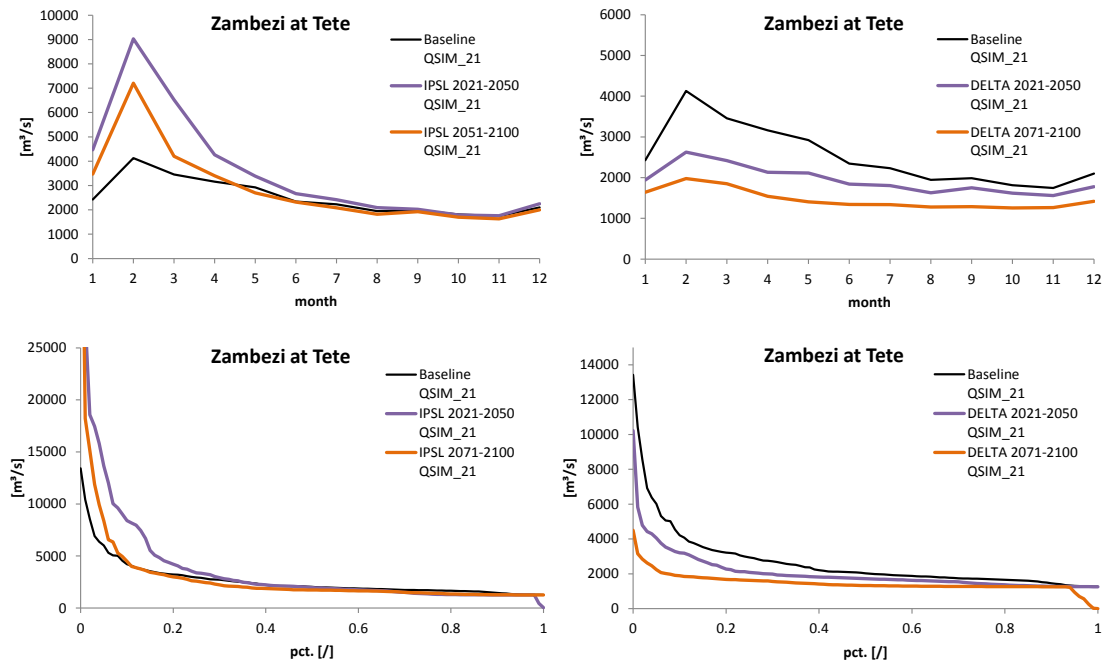 Zambezi at Tete
10000
9000
8000
7000
6000
5000
4000
3000
2000
1000
0
[m³/s]
Baseline
QSIM_21
IPSL 2021-2050
QSIM_21
IPSL 2051-2100
QSIM_21
1 2 3 4 5 6 7 8 9 10 11 12
month
Zambezi at Tete
6000
5000
4000
3000
2000
1000
0
[m³/s]
Baseline
QSIM_21
DELTA 2021-2050
QSIM_21
DELTA 2071-2100
QSIM_21
1 2 3 4 5 6 7 8 9 10 11 12
month
Zambezi at Tete
25000
20000
15000
10000
5000
0
[m³/s]
Baseline
QSIM_21
IPSL 2021-2050
QSIM_21
IPSL 2071-2100
QSIM_21
0 0.2 0.4 0.6 0.8 1
pct. [/]
Zambezi at Tete
14000
12000
10000
8000
6000
4000
2000
0
[m³/s]
Baseline
QSIM_21
DELTA 2021-2050
QSIM_21
DELTA 2071-2100
QSIM_21
0 0.2 0.4 0.6 0.8 1
pct. [/]